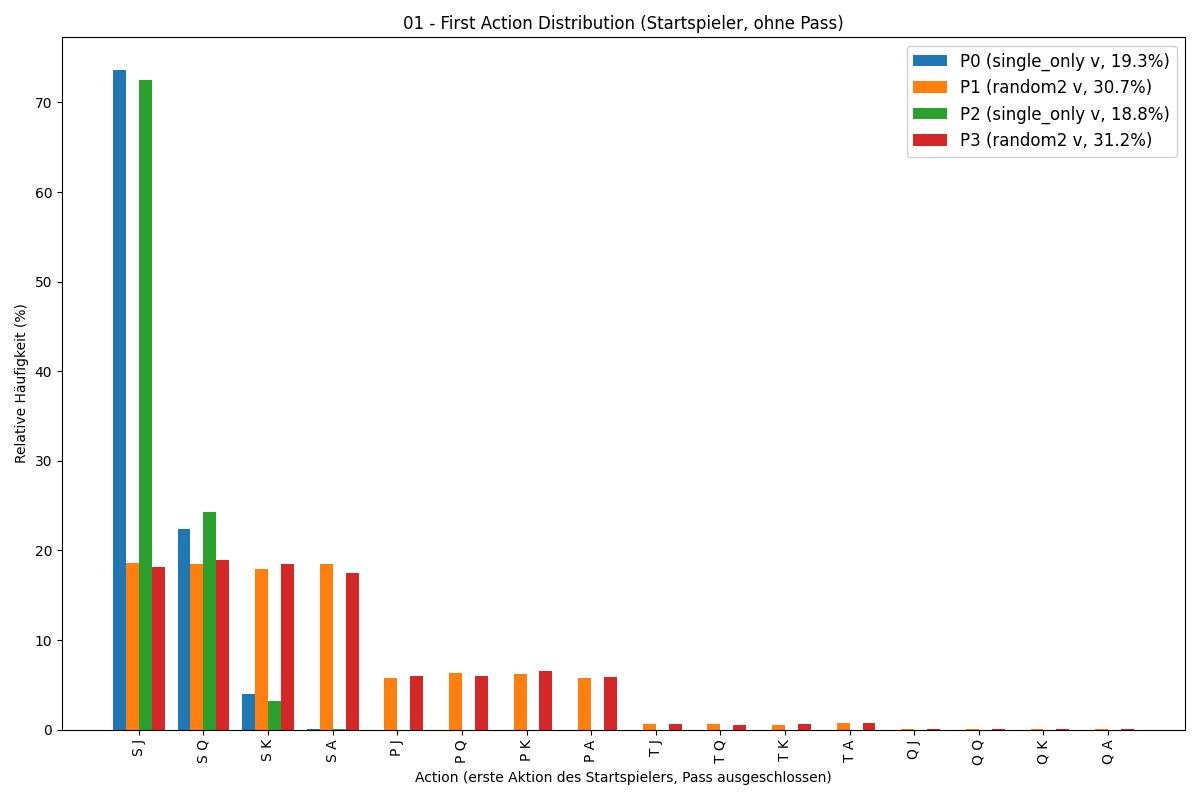 01 - First Action Distribution (Startspieler, ohne Pass)
P0 (single_only v, 19.3%)
P1 (random2 v, 30.7%)
P2 (single_only v, 18.8%)
P3 (random2 v, 31.2%)
Relative Häufigkeit (%)
70
60
50
40
30
20
10
0
S J
S Q
S K
S A
P J
P Q
P K
P A
T J
T Q
T K
T A
Q J
Q Q
Q K
Q A
Action (erste Aktion des Startspielers, Pass ausgeschlossen)